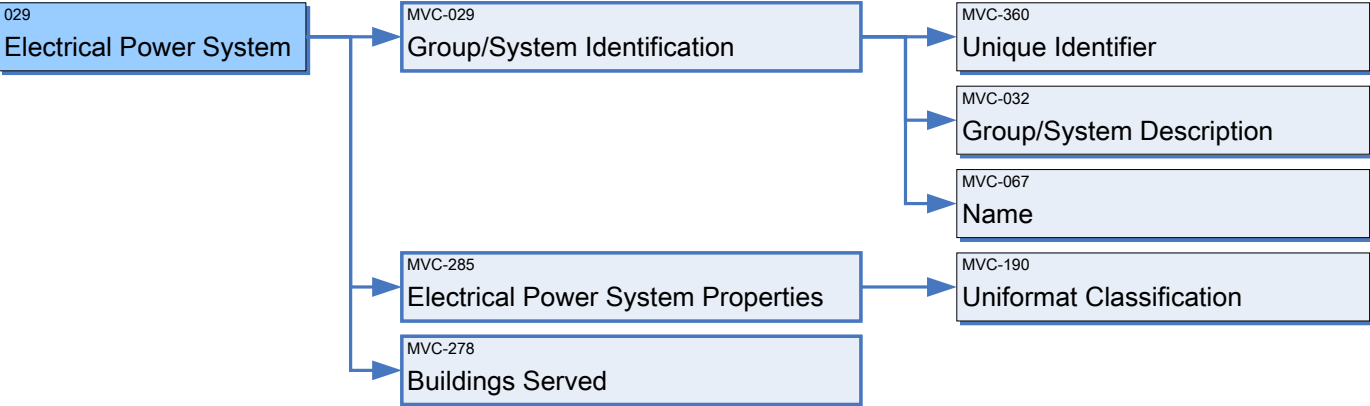 029
Electrical Power System
MVC-029
Group/System Identification
MVC-360
Unique Identifier
MVC-032
Group/System Description
MVC-067
Name
MVC-285
Electrical Power System Properties
MVC-190
Uniformat Classification
MVC-278
Buildings Served